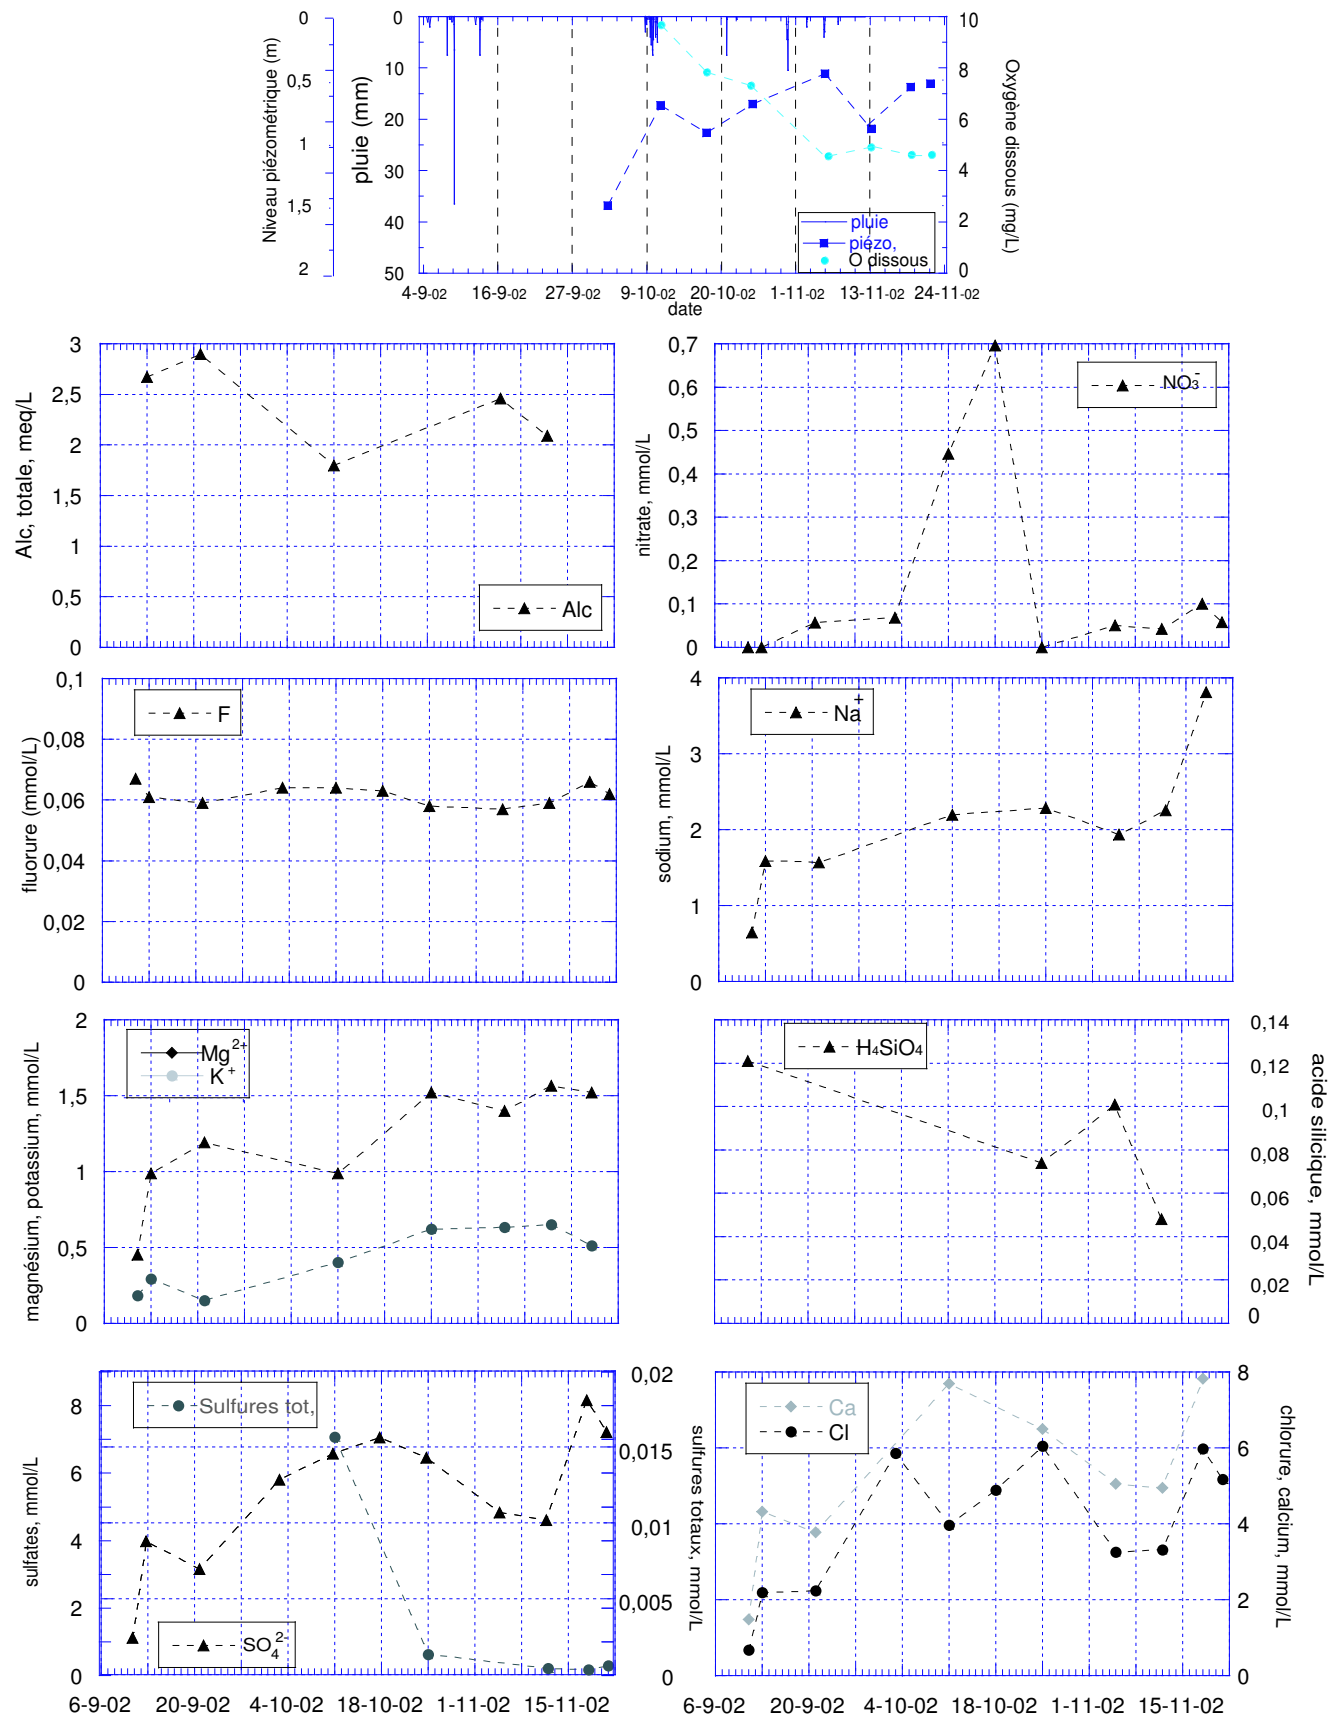 Niveau piézométrique (m)
0
0,5
1
1,5
2
pluie (mm)
0
10
20
30
40
50
Oxygène dissous (mg/L)
10
8
6
4
2
0
pluie
piézo,
O dissous
4-9-02 16-9-02 27-9-02 9-10-02 20-10-02 1-11-02 13-11-02 24-11-02
date
Alc, totale, meq/L
3
2,5
2
1,5
1
0,5
0
Alc
nitrate, mmol/L
0,7
0,6
0,5
0,4
0,3
0,2
0,1
0
NO₃⁻
fluorure (mmol/L)
0,1
0,08
0,06
0,04
0,02
0
F
sodium, mmol/L
4
3
2
1
0
Na⁺
magnésium, potassium, mmol/L
2
1,5
1
0,5
0
Mg²⁺
K⁺
H₄SiO₄
0,14
0,12
0,1
0,08
0,06
0,04
0,02
0
acide silicique, mmol/L
sulfates, mmol/L
8
6
4
2
0
Sulfures tot,
SO₄²⁻
0,02
0,015
0,01
0,005
0
sulfures totaux, mmol/L
6-9-02 20-9-02 4-10-02 18-10-02 1-11-02 15-11-02
Ca
Cl
8
6
4
2
0
chlorure, calcium, mmol/L
6-9-02 20-9-02 4-10-02 18-10-02 1-11-02 15-11-02